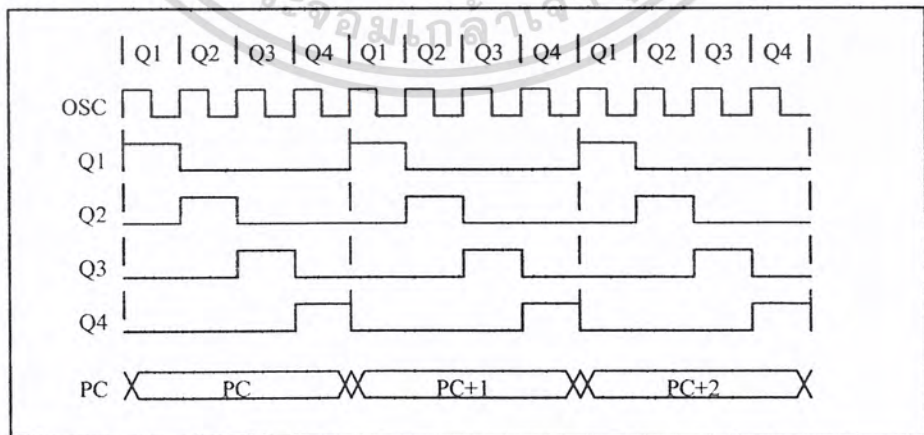 | Q1 | Q2 | Q3 | Q4 | Q1 | Q2 | Q3 | Q4 | Q1 | Q2 | Q3 | Q4 |
OSC
Q1
Q2
Q3
Q4
PC PC PC+1 PC+2